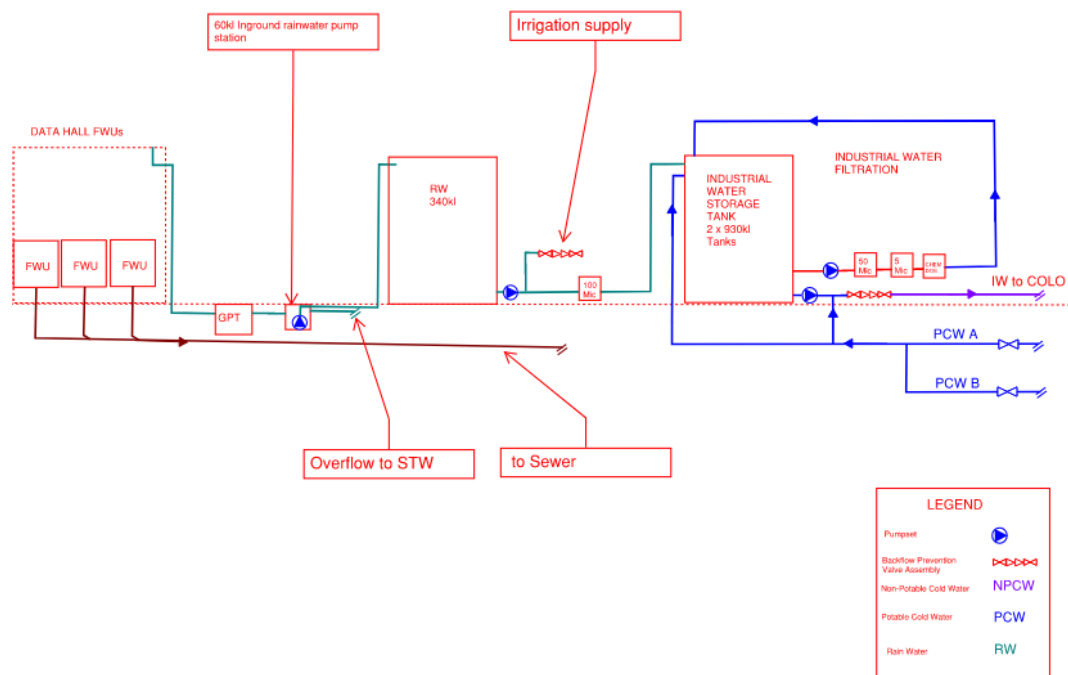 60kl Inground rainwater pump
station
Irrigation supply
DATA HALL FWUs
RW
340kl
INDUSTRIAL
WATER
STORAGE
TANK
2 x 930kl
Tanks
INDUSTRIAL WATER
FILTRATION
FWU
FWU
FWU
50
Mic
5
Mic
CHEM
DOS
100
Mic
IW to COLO
GPT
PCW A
PCW B
Overflow to STW
to Sewer
LEGEND
Pumpset
Backflow Prevention
Valve Assembly
Non-Potable Cold Water NPCW
Potable Cold Water PCW
Rain Water RW